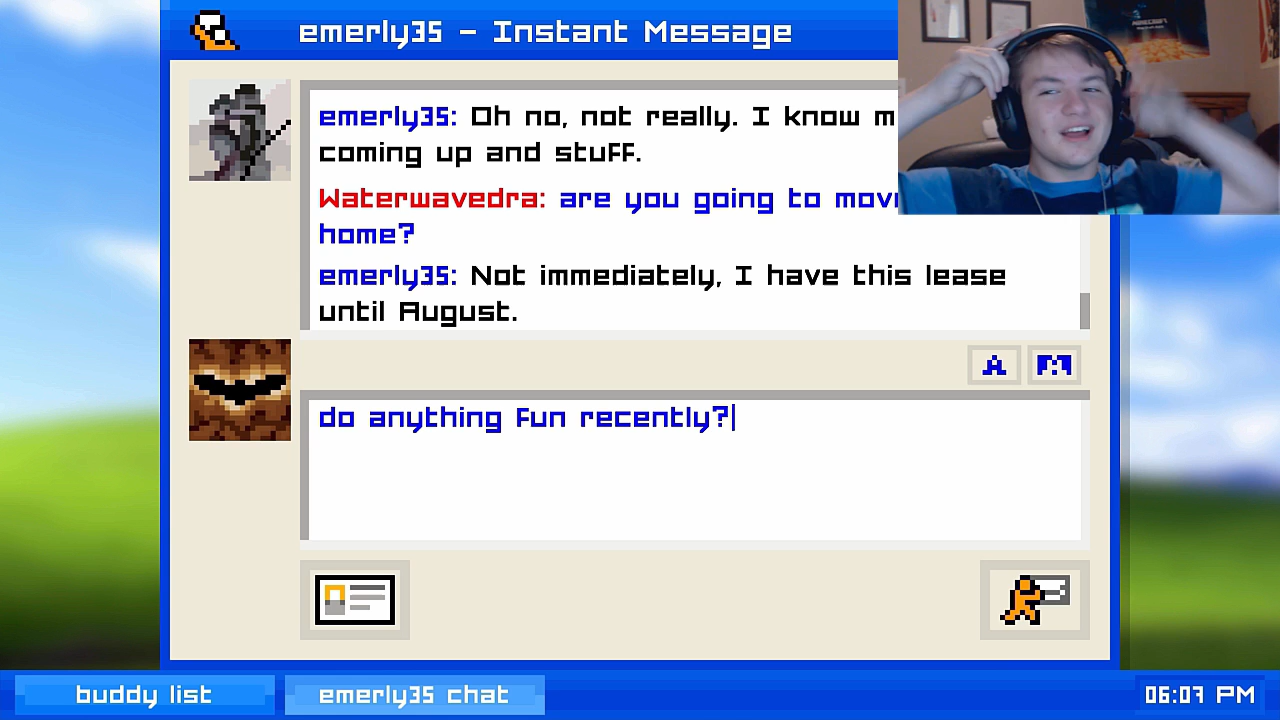 emerly35 - Instant Message
MINECRAFT
emerly35: Oh no, not really. I know
coming up and stuff.
Waterwavedra: are you going to
home?
emerly35: Not immediately, I have this lease
until August.
A
do anything fun recently?
buddy list
emerly35 chat
06:07 PM